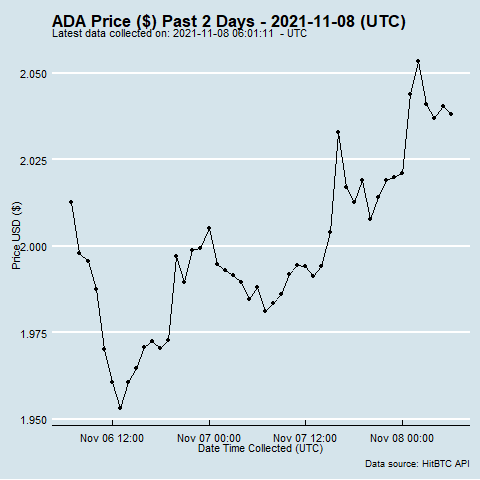 ADA Price ($) Past 2 Days - 2021-11-08 (UTC)
Latest data collected on: 2021-11-08 06:01:11 - UTC
2.050
2.025
2.000
1.975
1.950
Price USD ($)
Nov 06 12:00 Nov 07 00:00 Nov 07 12:00 Nov 08 00:00
Date Time Collected (UTC)
Data source: HitBTC API